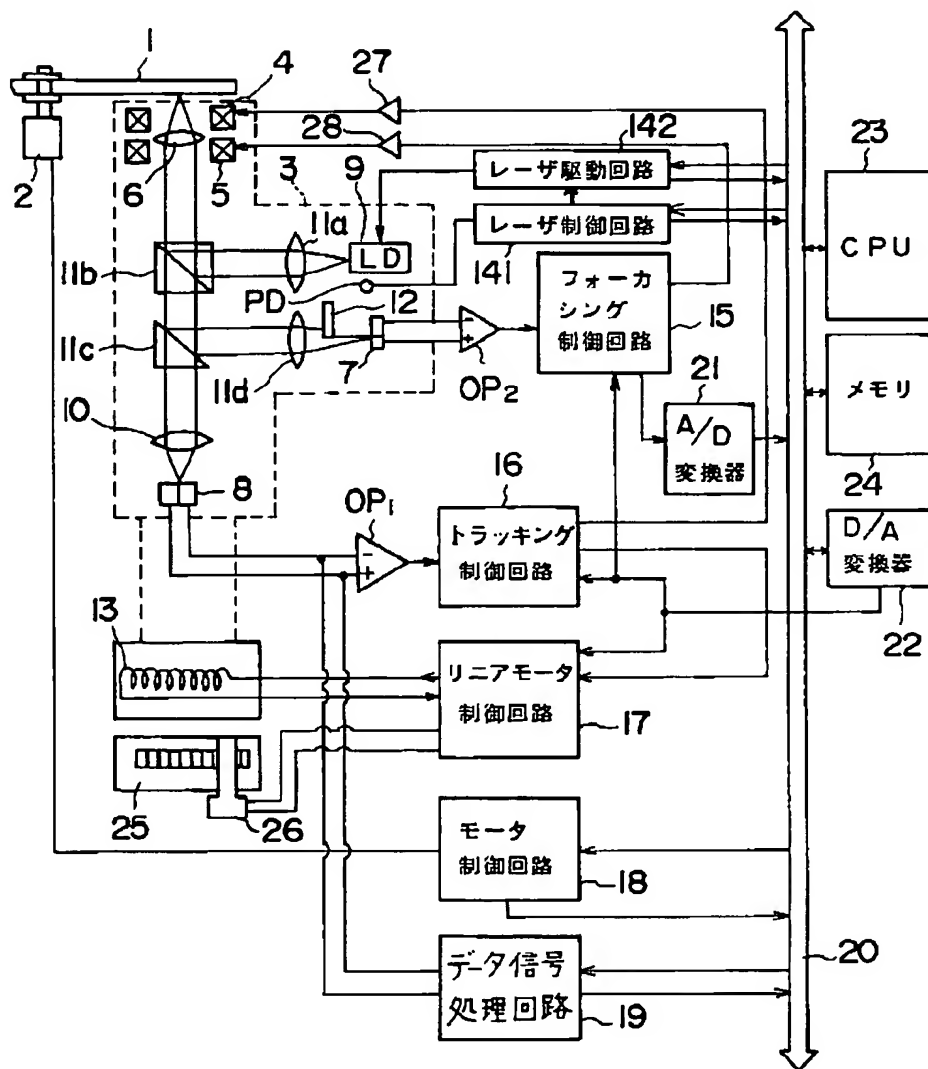 1
4
27
28
142
レーザ駆動回路
23
CPU
2
6
5
3
9
11a
LD
レーザ制御回路
141
11b
PD
12
フォーカ
シング
制御回路
15
11c
11d
7
OP2
21
A/D
変換器
メモリ
24
10
8
OP1
16
トラッキング
制御回路
D/A
変換器
22
13
リニアモータ
制御回路
17
25
26
モータ
制御回路
18
データ信号
処理回路
19
20